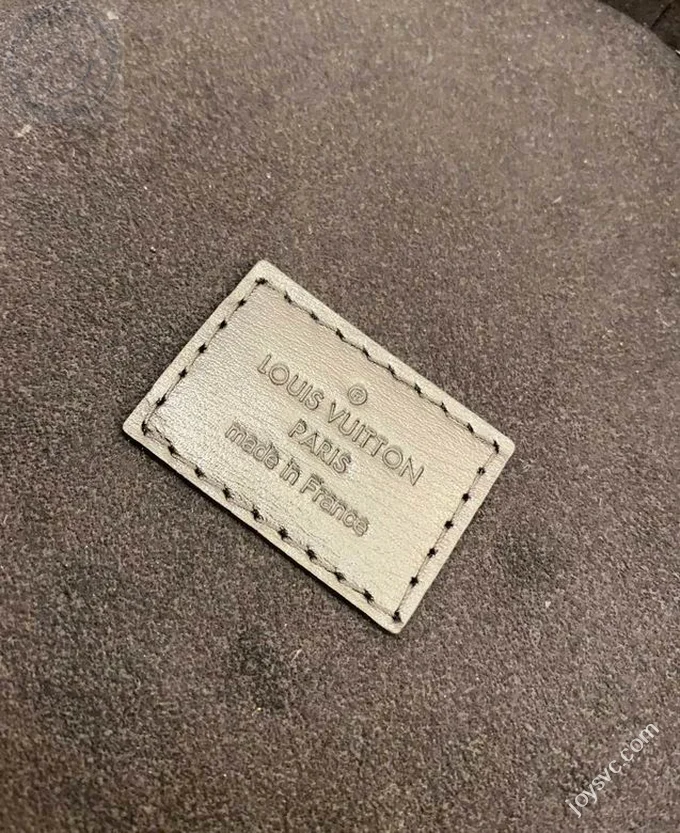 ®
LOUIS VUITTON
PARIS
made in France
joysvc.com